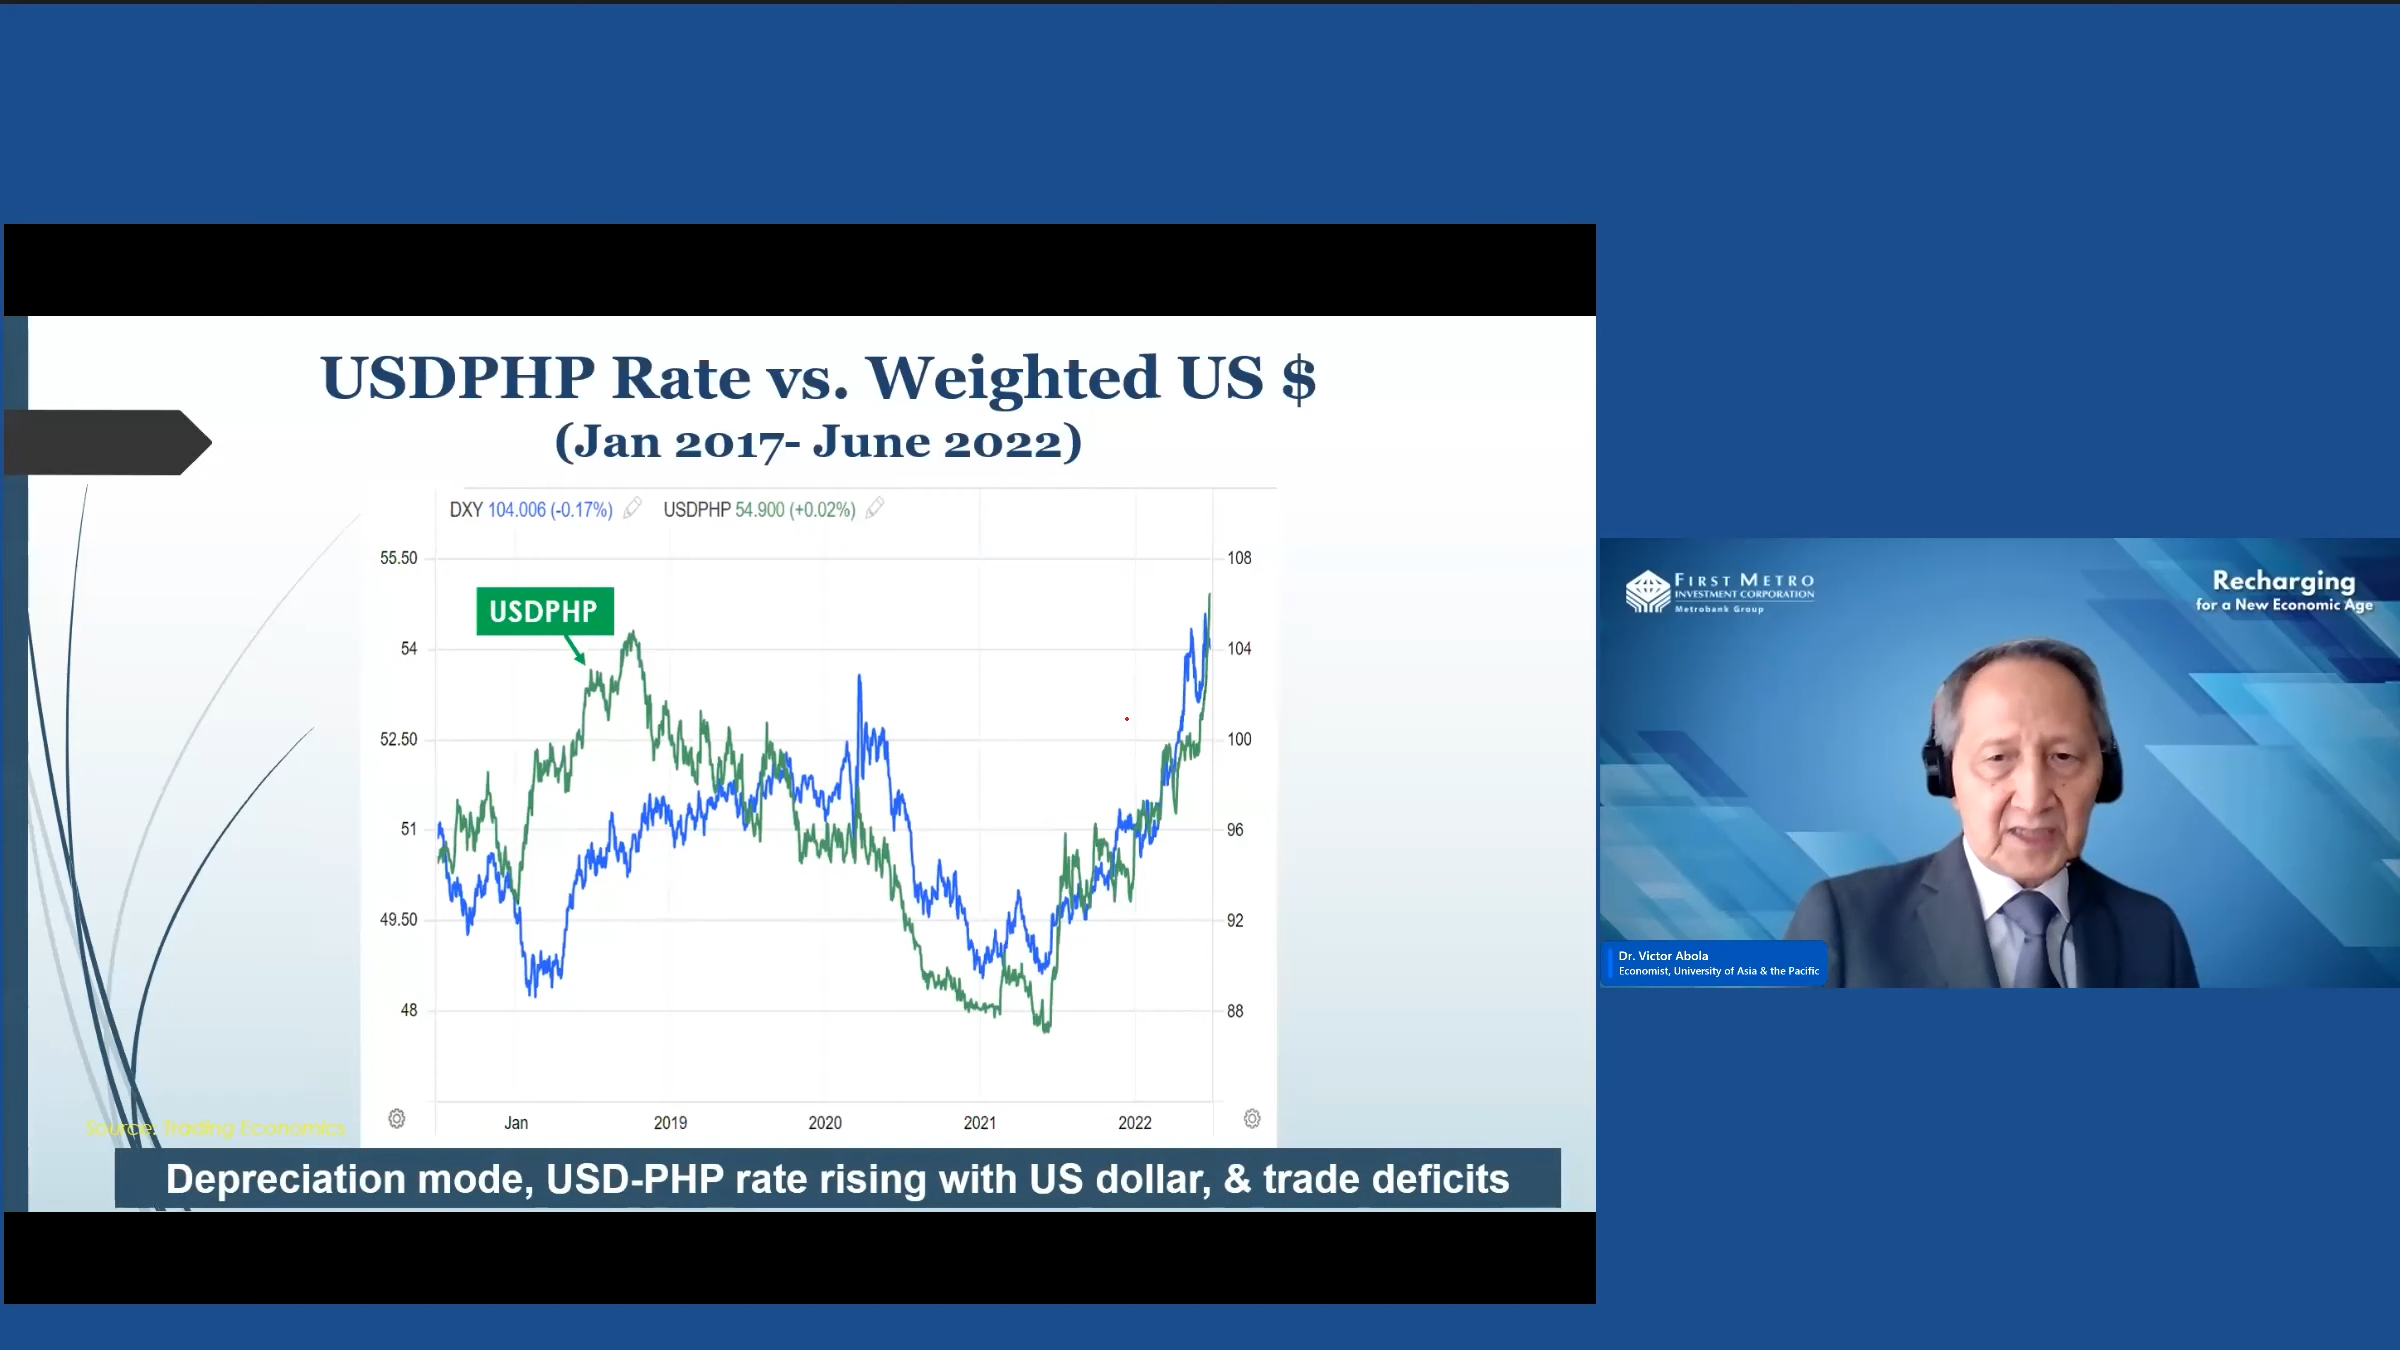 USDPHP Rate vs. Weighted US $
(Jan 2017- June 2022)
DXY 104.006 (-0.17%) USDPHP 54.900 (+0.02%)
55.50
54
52.50
51
49.50
48
USDPHP
108
104
100
96
92
88
Jan 2019 2020 2021 2022
Source: Trading Economics
Depreciation mode, USD-PHP rate rising with US dollar, & trade deficits
FIRST METRO
INVESTMENT CORPORATION
Metrobank Group
Recharging
for a New Economic Age
Dr. Victor Abola
Economist, University of Asia & the Pacific